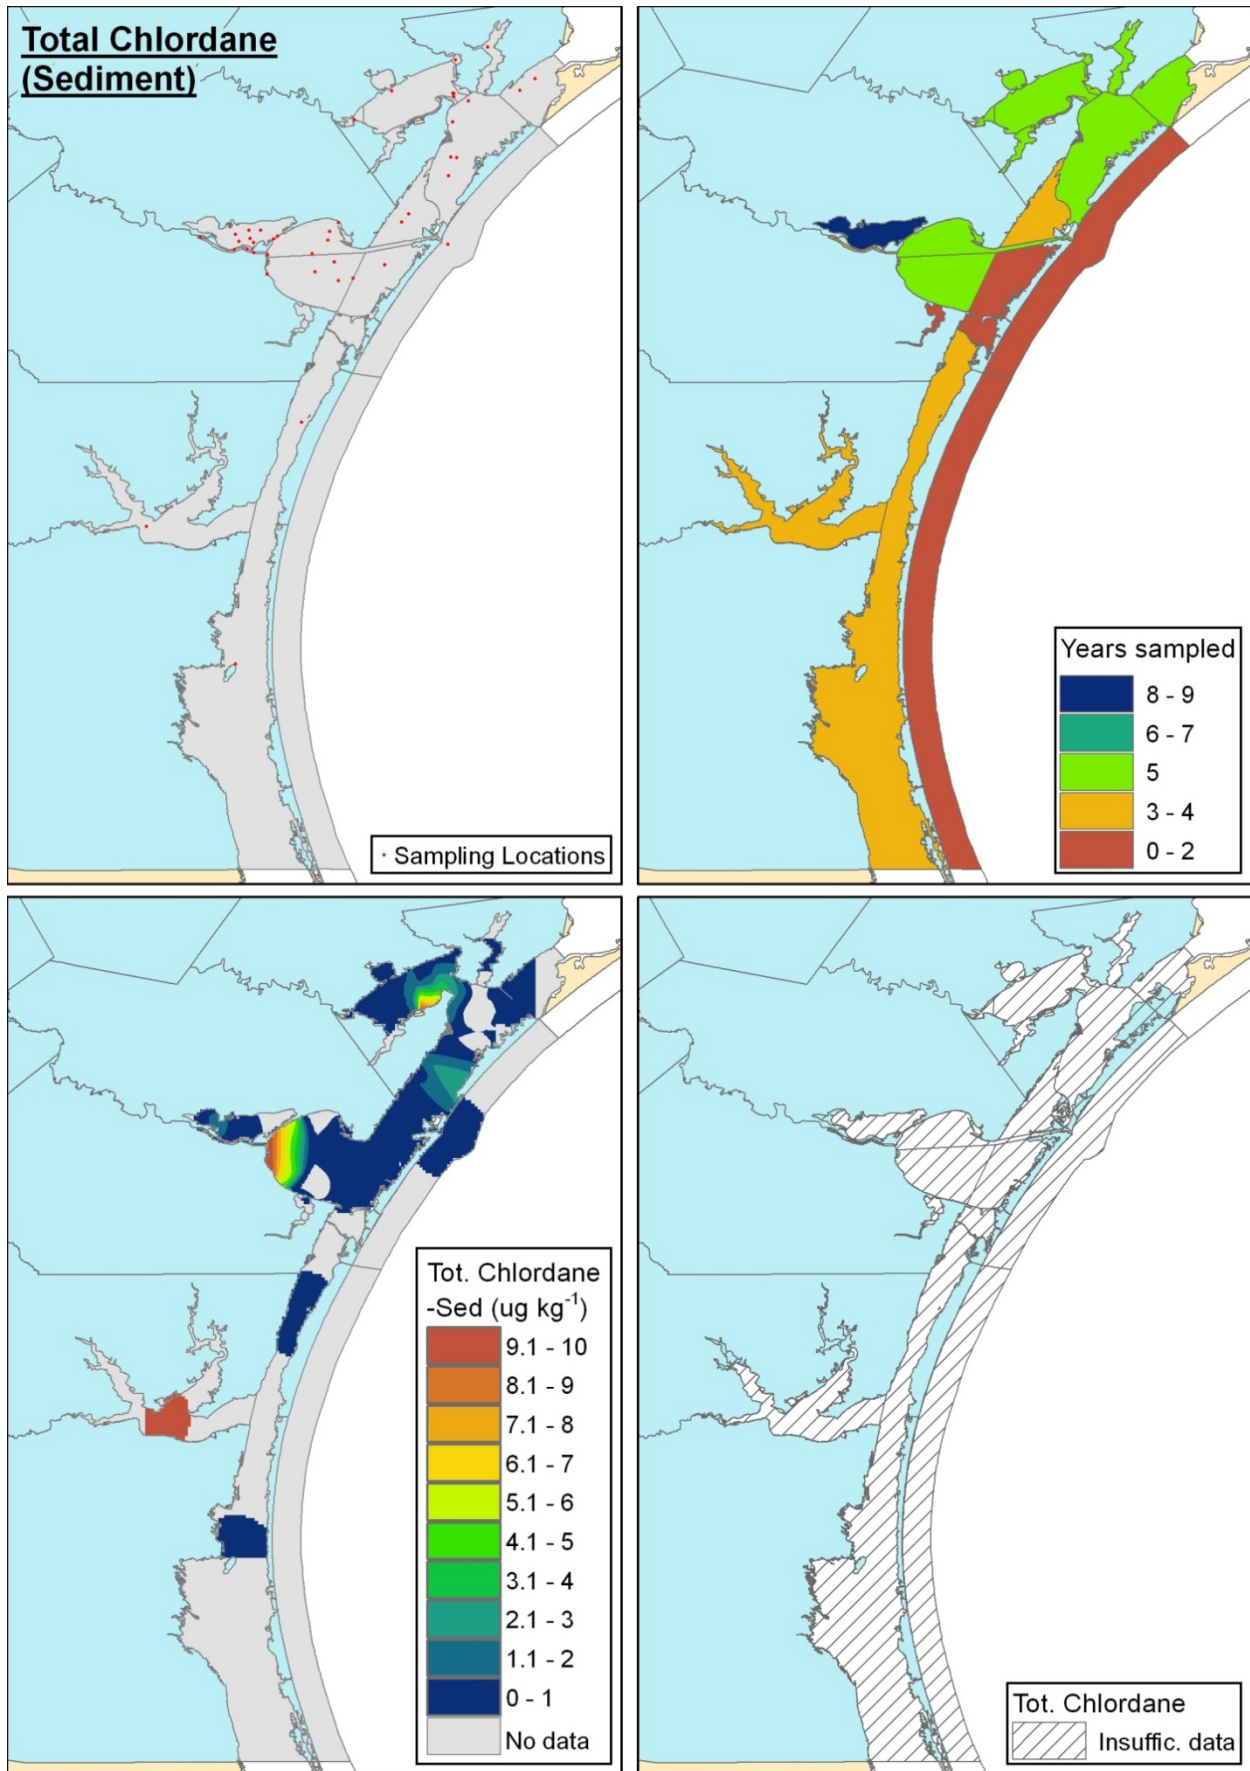 Total Chlordane
(Sediment)
Sampling Locations
Years sampled
8 - 9
6 - 7
5
3 - 4
0 - 2
Tot. Chlordane
-Sed (ug kg⁻¹)
9.1 - 10
8.1 - 9
7.1 - 8
6.1 - 7
5.1 - 6
4.1 - 5
3.1 - 4
2.1 - 3
1.1 - 2
0 - 1
No data
Tot. Chlordane
Insuffic. data